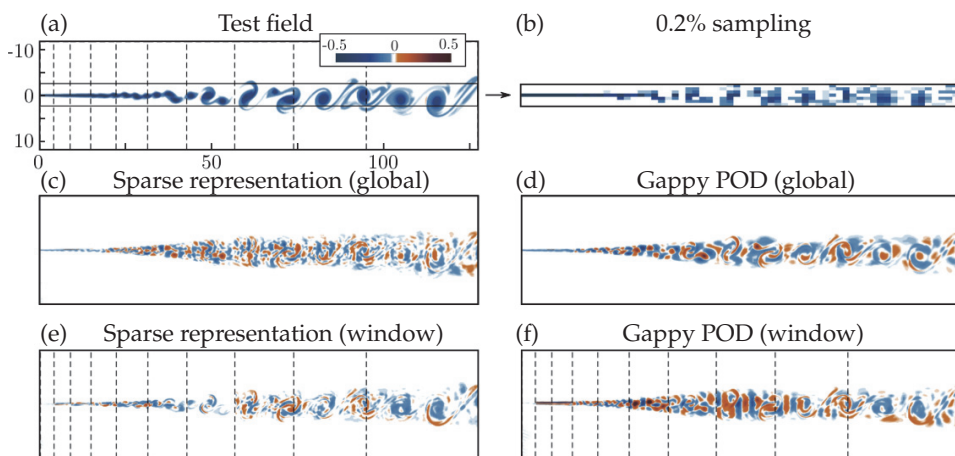 (a) Test field
(b) 0.2% sampling
-0.5 0 0.5
-10
0
10
0 50 100
(c) Sparse representation (global)
(d) Gappy POD (global)
(e) Sparse representation (window)
(f) Gappy POD (window)